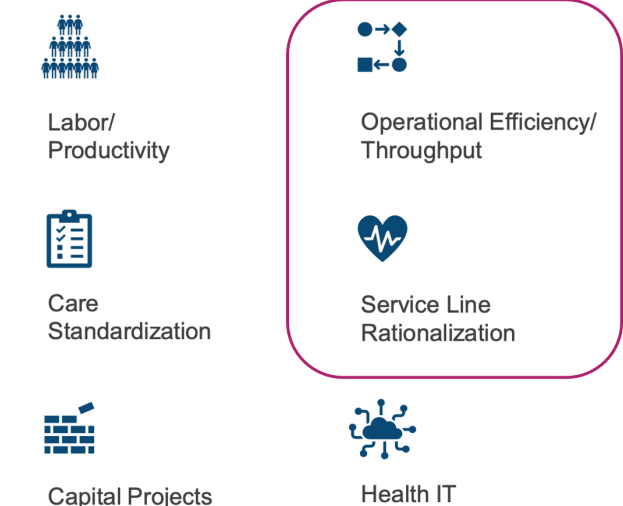 Labor/
Productivity
Operational Efficiency/
Throughput
Care
Standardization
Service Line
Rationalization
Capital Projects
Health IT